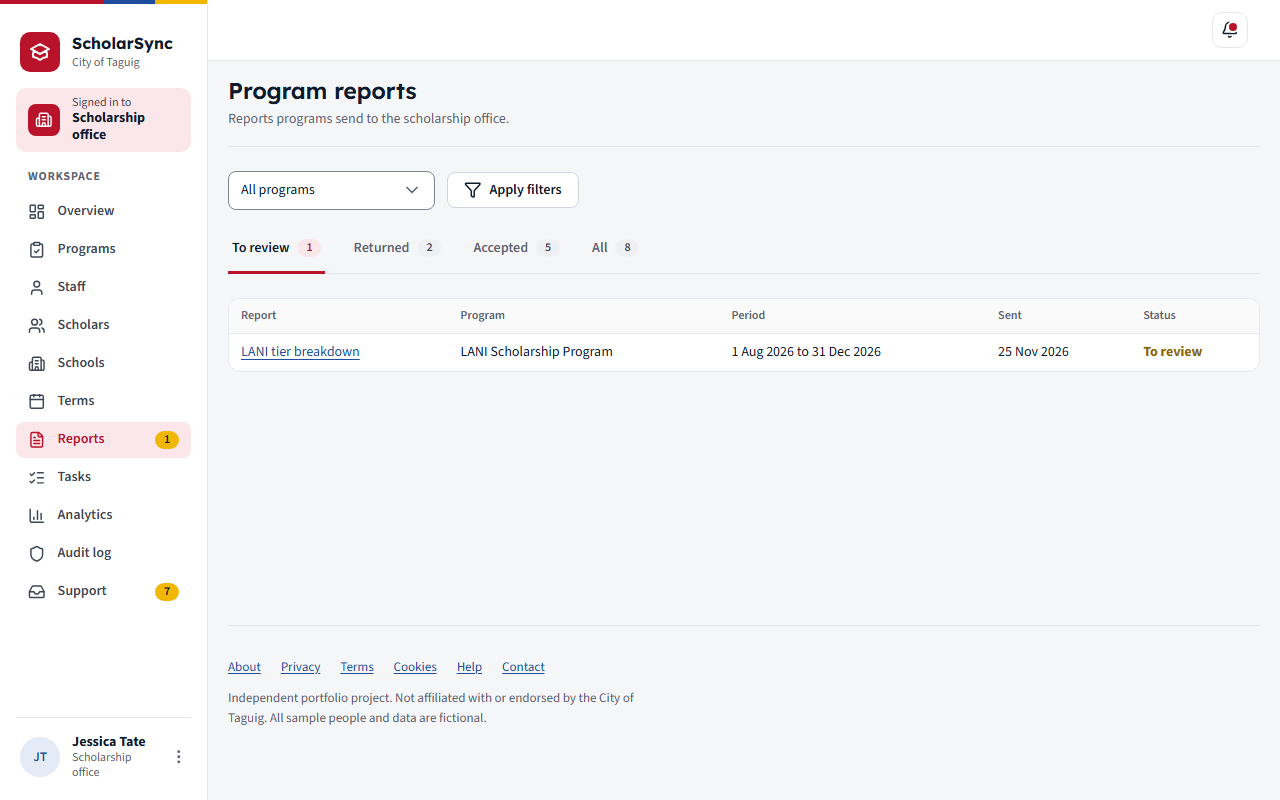 ScholarSync
City of Taguig
Signed in to
Scholarship
office
WORKSPACE
Overview
Programs
Staff
Scholars
Schools
Terms
Reports 1
Tasks
Analytics
Audit log
Support 7
JT
Jessica Tate
Scholarship
office
Program reports
Reports programs send to the scholarship office.
All programs
Apply filters
To review 1 Returned 2 Accepted 5 All 8
Report Program Period Sent Status
LANI tier breakdown LANI Scholarship Program 1 Aug 2026 to 31 Dec 2026 25 Nov 2026 To review
About Privacy Terms Cookies Help Contact
Independent portfolio project. Not affiliated with or endorsed by the City of
Taguig. All sample people and data are fictional.